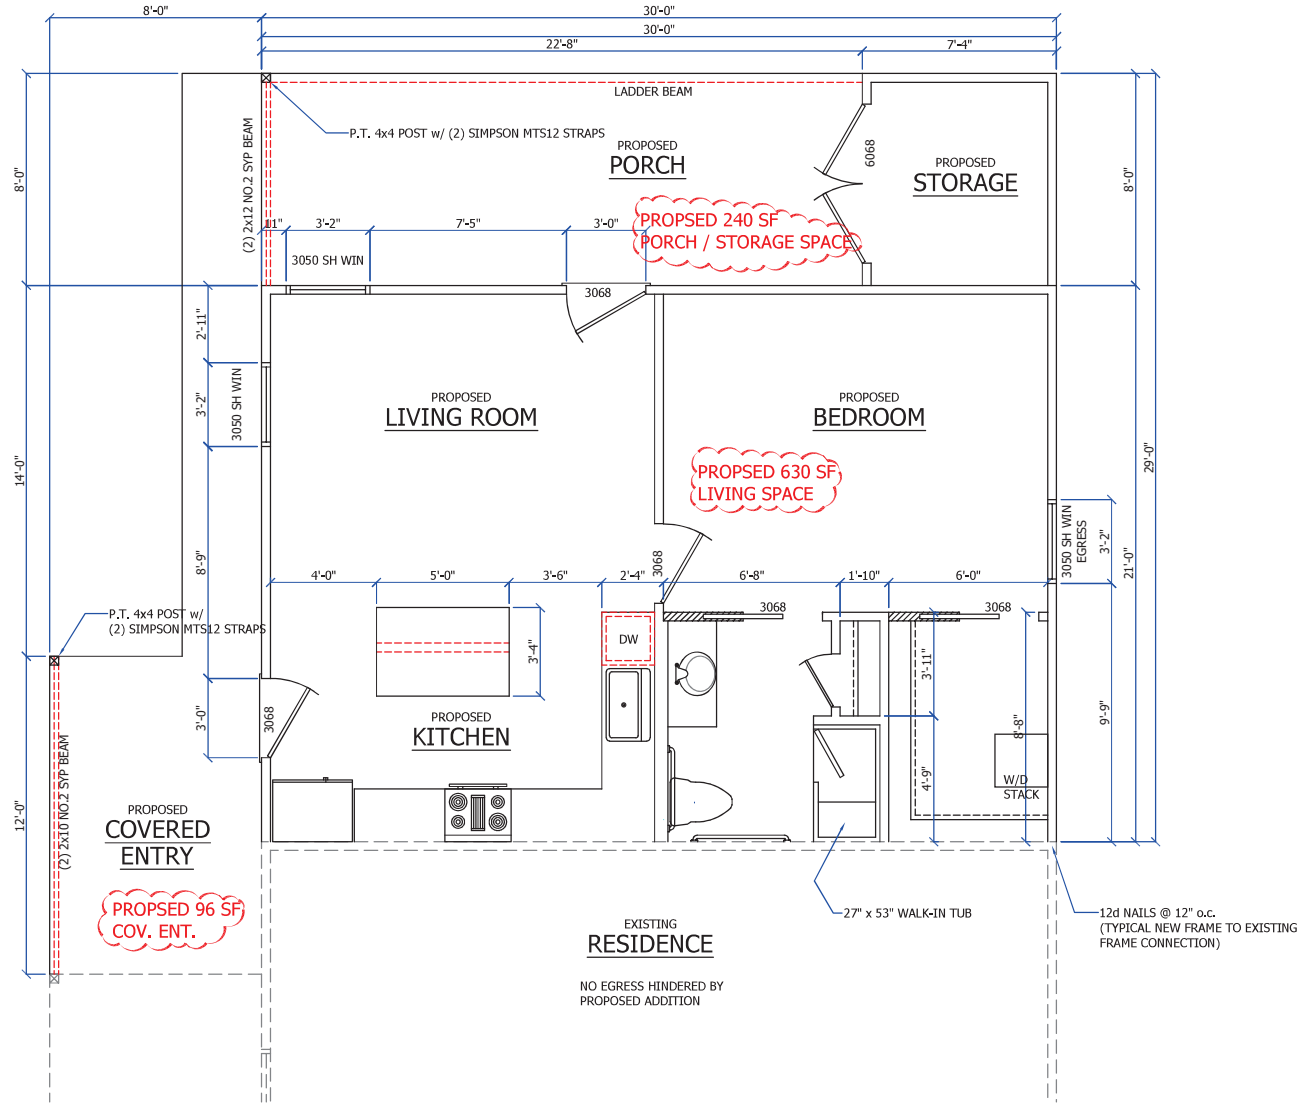 8'-0"
30'-0"
30'-0"
22'-8"
7'-4"
LADDER BEAM
P.T. 4x4 POST w/ (2) SIMPSON MTS12 STRAPS
(2) 2x12 NO.2 SYP BEAM
8'-0"
PROPOSED
PORCH
6068
PROPOSED
STORAGE
8'-0"
PROPSED 240 SF
PORCH / STORAGE SPACE
11"
3'-2"
7'-5"
3'-0"
3050 SH WIN
3068
2'-11"
3'-2"
3050 SH WIN
PROPOSED
LIVING ROOM
PROPOSED
BEDROOM
PROPSED 630 SF
LIVING SPACE
14'-0"
29'-0"
8'-9"
3050 SH WIN
EGRESS
3'-2"
21'-0"
4'-0"
5'-0"
3'-6"
2'-4"
3068
6'-8"
1'-10"
6'-0"
3068
3068
P.T. 4x4 POST w/
(2) SIMPSON MTS12 STRAPS
DW
3'-4"
3'-11"
3'-0"
3068
PROPOSED
KITCHEN
8'-8"
9'-9"
4'-9"
W/D
STACK
12'-0"
(2) 2x10 NO.2 SYP BEAM
PROPOSED
COVERED
ENTRY
PROPSED 96 SF
COV. ENT.
27" x 53" WALK-IN TUB
12d NAILS @ 12" o.c.
(TYPICAL NEW FRAME TO EXISTING
FRAME CONNECTION)
EXISTING
RESIDENCE
NO EGRESS HINDERED BY
PROPOSED ADDITION